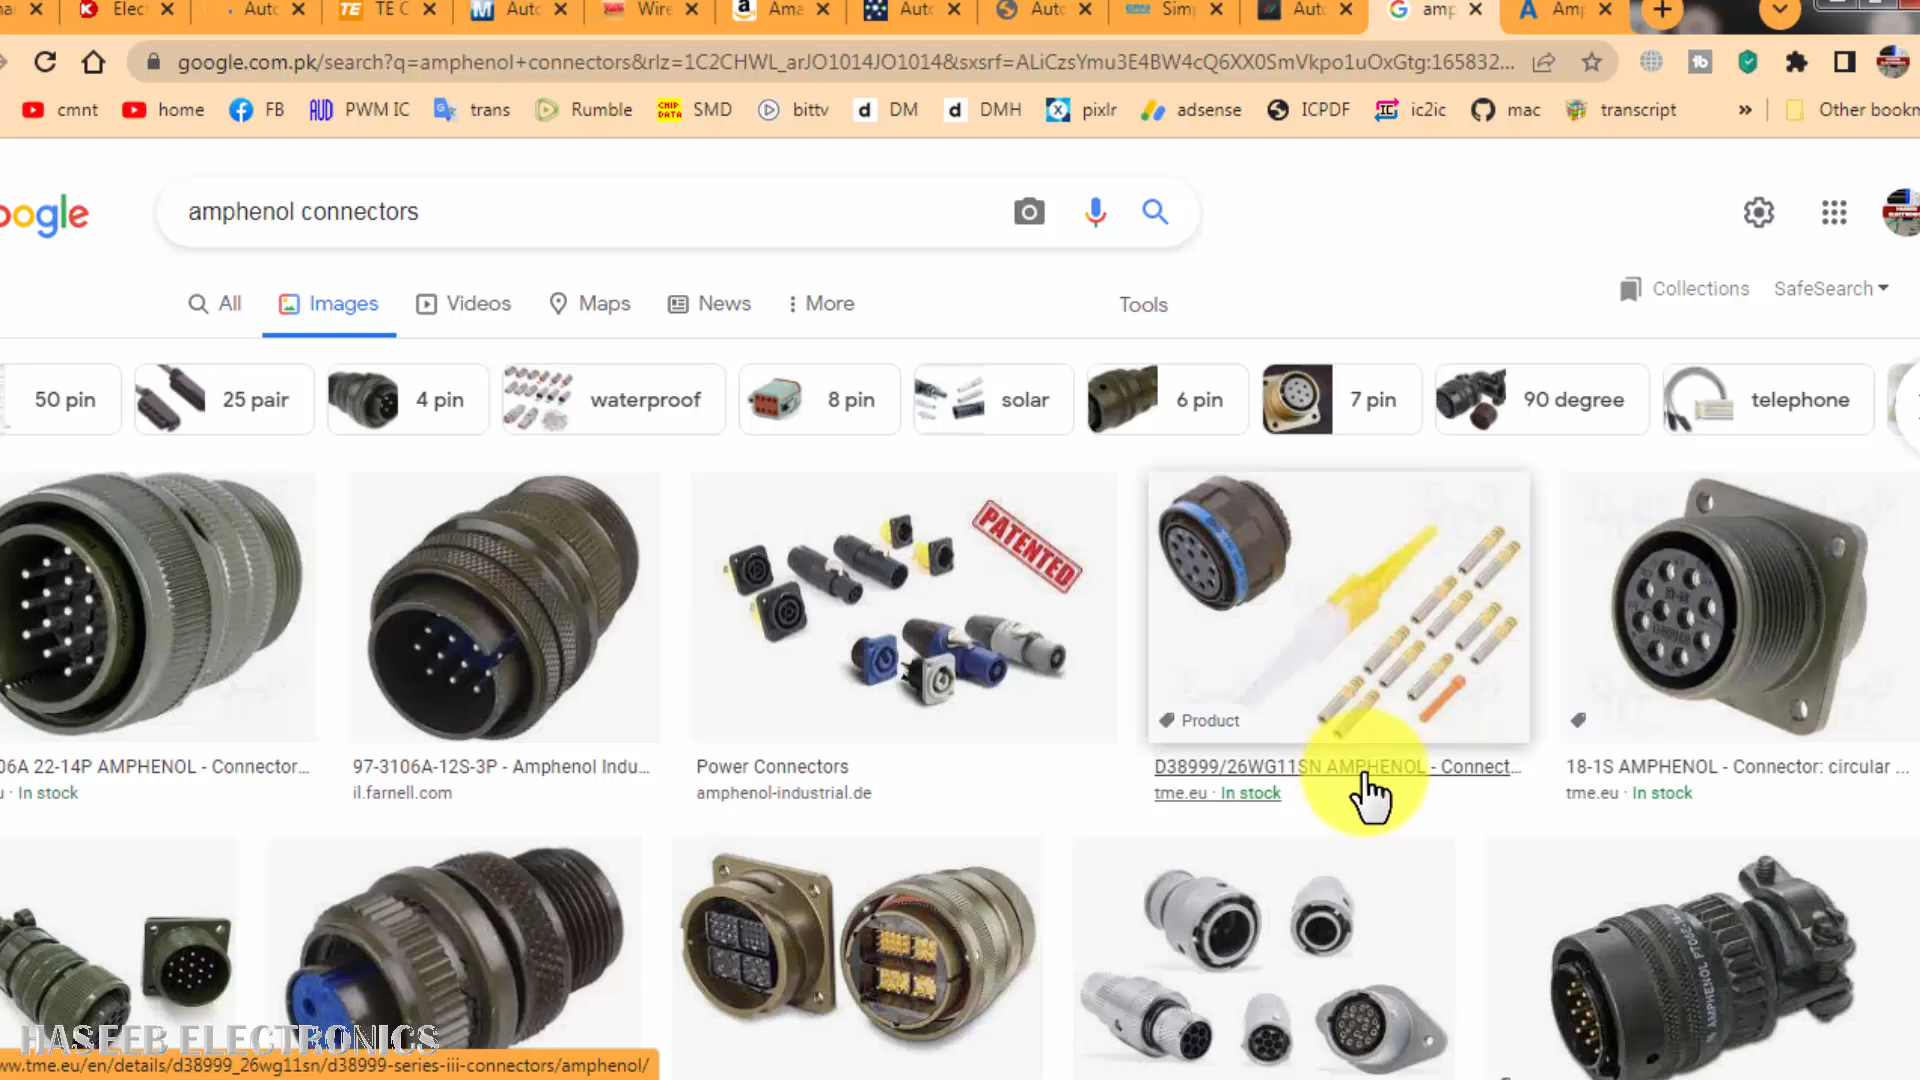 Elec
Auto
TE C
Auto
Wire
Ama
Auto
Auto
Simp
Auto
amp
Amp
google.com.pk/search?q=amphenol+connectors&rlz=1C2CHWL_arJO1014JO1014&sxsrf=ALiCzsYmu3E4BW4cQ6XX0SmVkpo1uOxGtg:165832...
cmnt home FB PWM IC trans Rumble SMD bittv DM DMH pixlr adsense ICPDF ic2ic mac transcript » Other bookm
oogle
amphenol connectors
All Images Videos Maps News More Tools
Collections SafeSearch
50 pin 25 pair 4 pin waterproof 8 pin solar 6 pin 7 pin 90 degree telephone
PATENTED
Product
06A 22-14P AMPHENOL - Connector...
In stock
97-3106A-12S-3P - Amphenol Indu...
il.farnell.com
Power Connectors
amphenol-industrial.de
D38999/26WG11SN AMPHENOL - Connect...
tme.eu · In stock
18-1S AMPHENOL - Connector: circular ...
tme.eu · In stock
AMPHENOL
HASEEB ELECTRONICS
ww.tme.eu/en/details/d38999_26wg11sn/d38999-series-iii-connectors/amphenol/